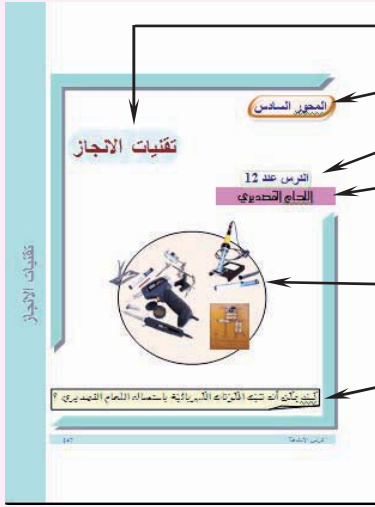 المحور السادس
تقنيات الانجاز
الدرس عدد 12
اللحام القصديري
تقنيات الانجاز
كيف يمكن أن نثبت المكونات الكهربائية باستعمال اللحام القصديري ؟